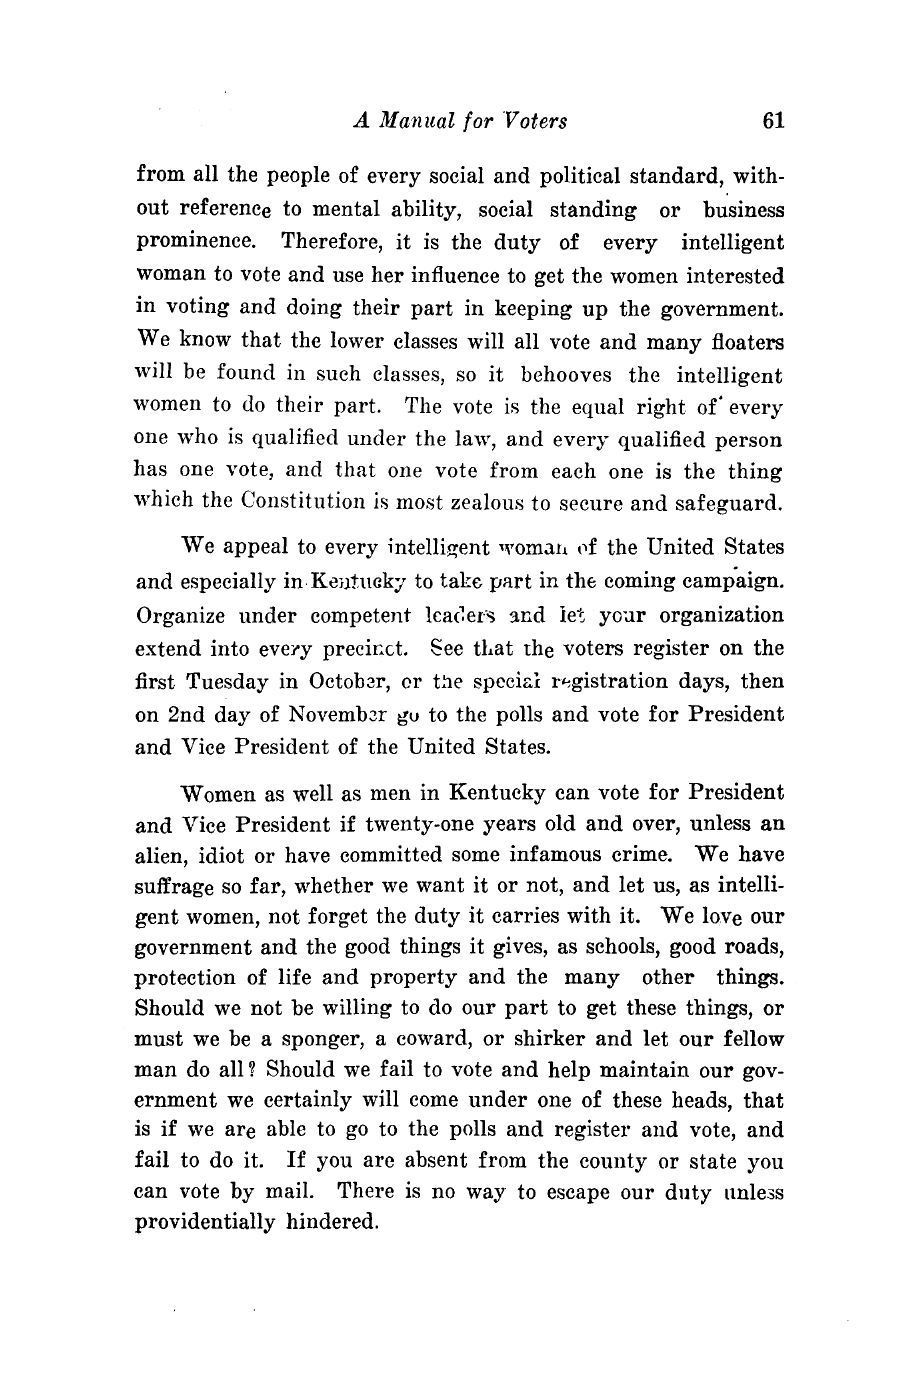 A Manual for Voters 61
from all the people of every social and political standard, with-
out reference to mental ability, social standing or business
prominence. Therefore, it is the duty of every intelligent
woman to vote and use her influence to get the women interested
in voting and doing their part in keeping up the government.
We know that the lower classes will all vote and many floaters
will be found in such classes, so it behooves the intelligent
women to do their part. The vote is the equal right of every
one who is qualified under the law, and every qualified person
has one vote, and that one vote from each one is the thing
which the Constitution is most zealous to secure and safeguard.
We appeal to every intelligent woman of the United States
and especially in Kentucky to take part in the coming campaign.
Organize under competent leaders and let your organization
extend into every precinct. See that the voters register on the
first Tuesday in October, or the special registration days, then
on 2nd day of November go to the polls and vote for President
and Vice President of the United States.
Women as well as men in Kentucky can vote for President
and Vice President if twenty-one years old and over, unless an
alien, idiot or have committed some infamous crime. We have
suffrage so far, whether we want it or not, and let us, as intelli-
gent women, not forget the duty it carries with it. We love our
government and the good things it gives, as schools, good roads,
protection of life and property and the many other things.
Should we not be willing to do our part to get these things, or
must we be a sponger, a coward, or shirker and let our fellow
man do all? Should we fail to vote and help maintain our gov-
ernment we certainly will come under one of these heads, that
is if we are able to go to the polls and register and vote, and
fail to do it. If you are absent from the county or state you
can vote by mail. There is no way to escape our duty unless
providentially hindered.